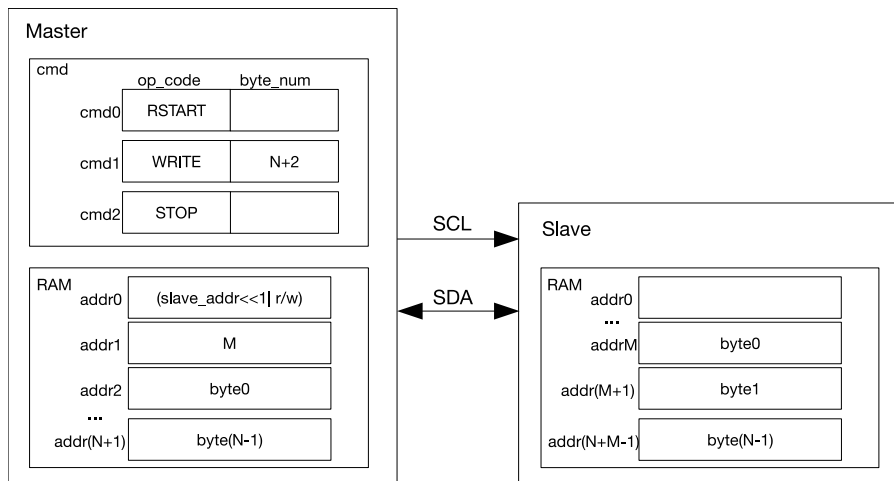 Master
cmd
op_code byte_num
cmd0 RSTART
cmd1 WRITE N+2
cmd2 STOP
RAM
addr0 (slave_addr<<1| r/w)
addr1 M
addr2 byte0
...
addr(N+1) byte(N-1)
SCL
SDA
Slave
RAM
addr0
...
addrM byte0
addr(M+1) byte1
addr(N+M-1) byte(N-1)